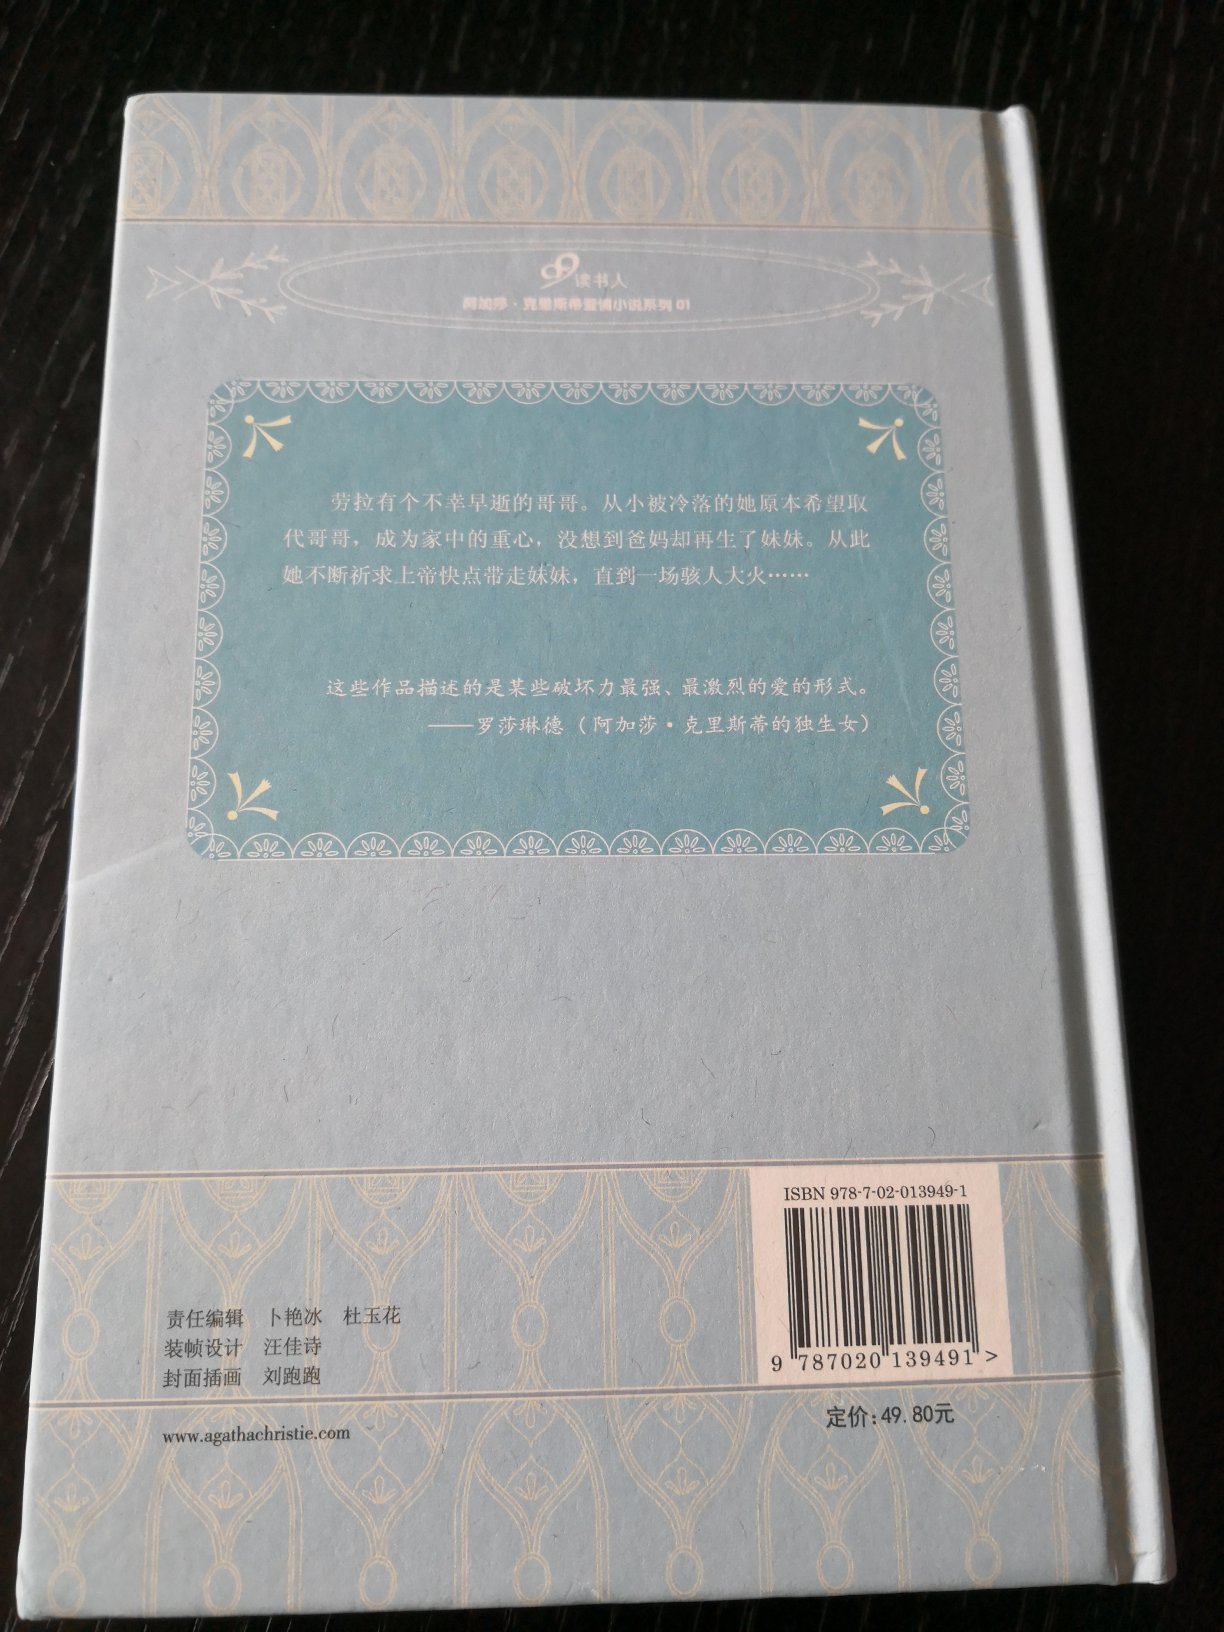 99读书人
阿加莎·克里斯蒂爱情小说系列 01
劳拉有个不幸早逝的哥哥。从小被冷落的她原本希望取
代哥哥，成为家中的重心，没想到爸妈却再生了妹妹。从此
她不断祈求上帝快点带走妹妹，直到一场骇人大火……
这些作品描述的是某些破坏力最强、最激烈的爱的形式。
——罗莎琳德（阿加莎·克里斯蒂的独生女）
ISBN 978-7-02-013949-1
9 787020 139491 >
定价:49.80元
责任编辑 卜艳冰 杜玉花
装帧设计 汪佳诗
封面插画 刘跑跑
www.agathachristie.com